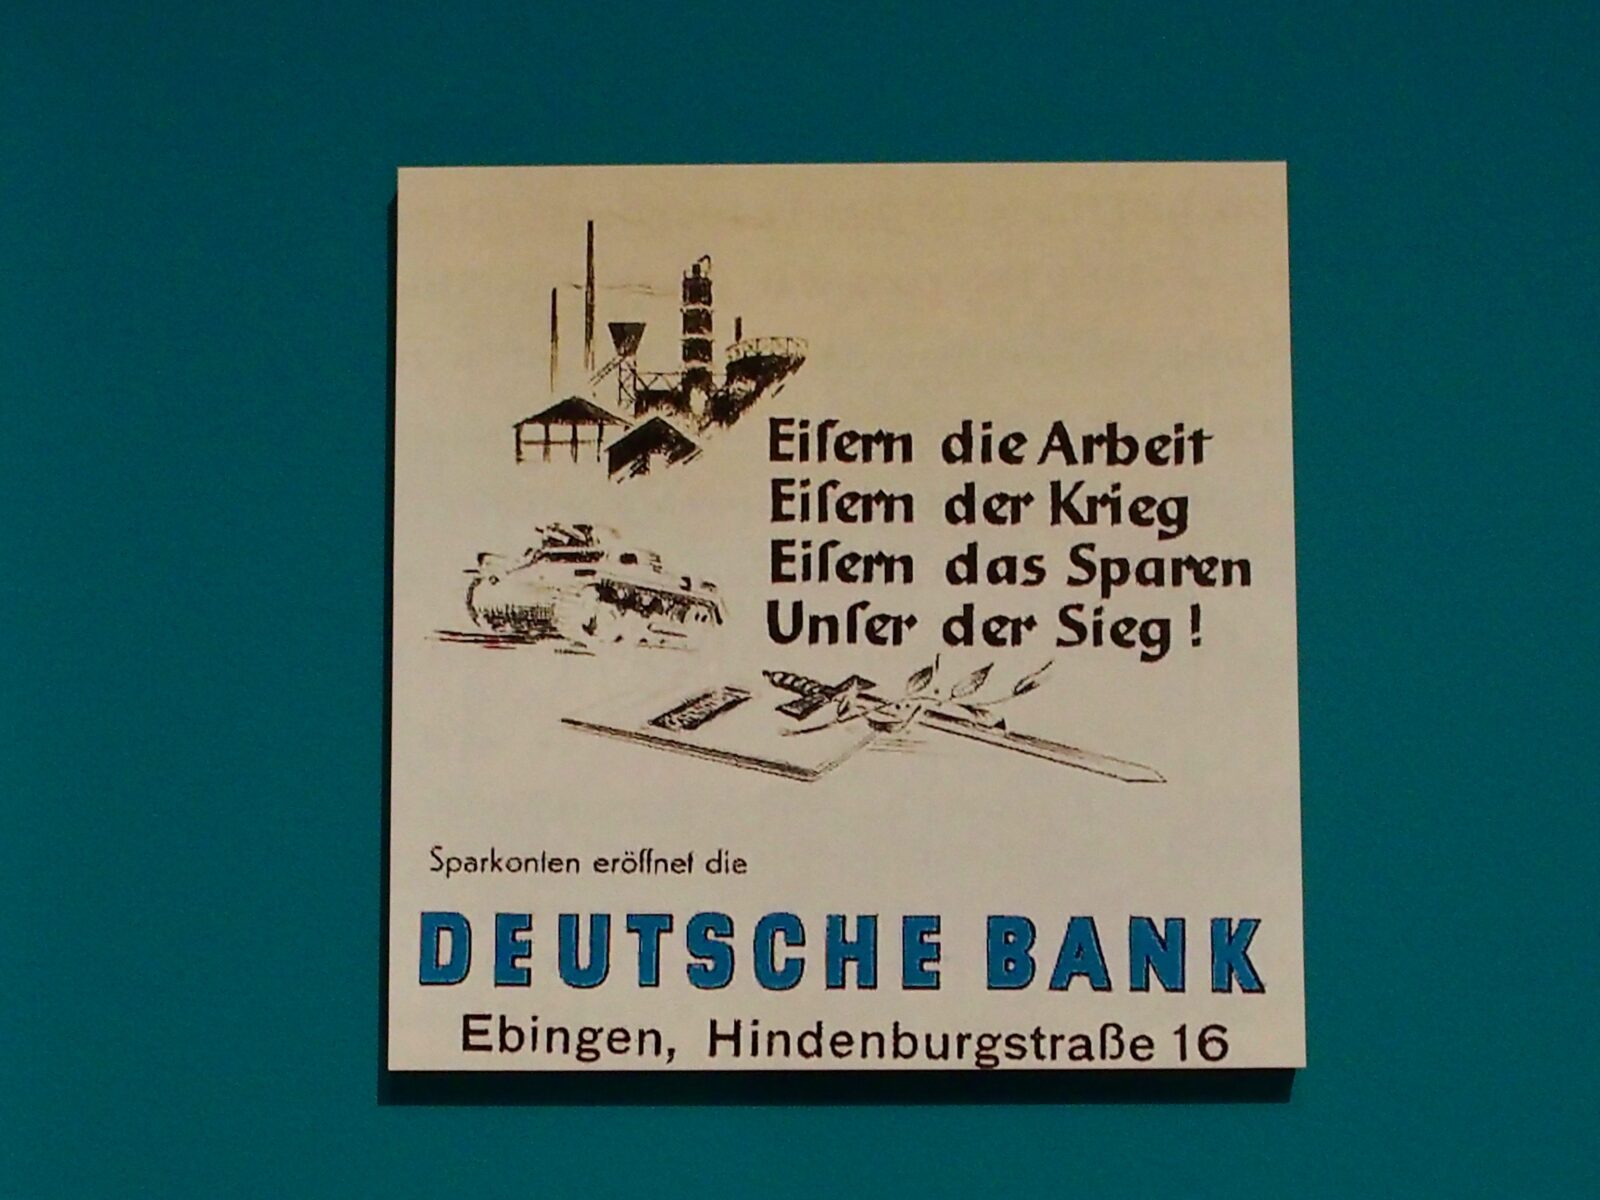 Eiſern die Arbeit
Eiſern der Krieg
Eiſern das Sparen
Unſer der Sieg!
Sparkonten eröffnet die
DEUTSCHE BANK
Ebingen, Hindenburgstraße 16